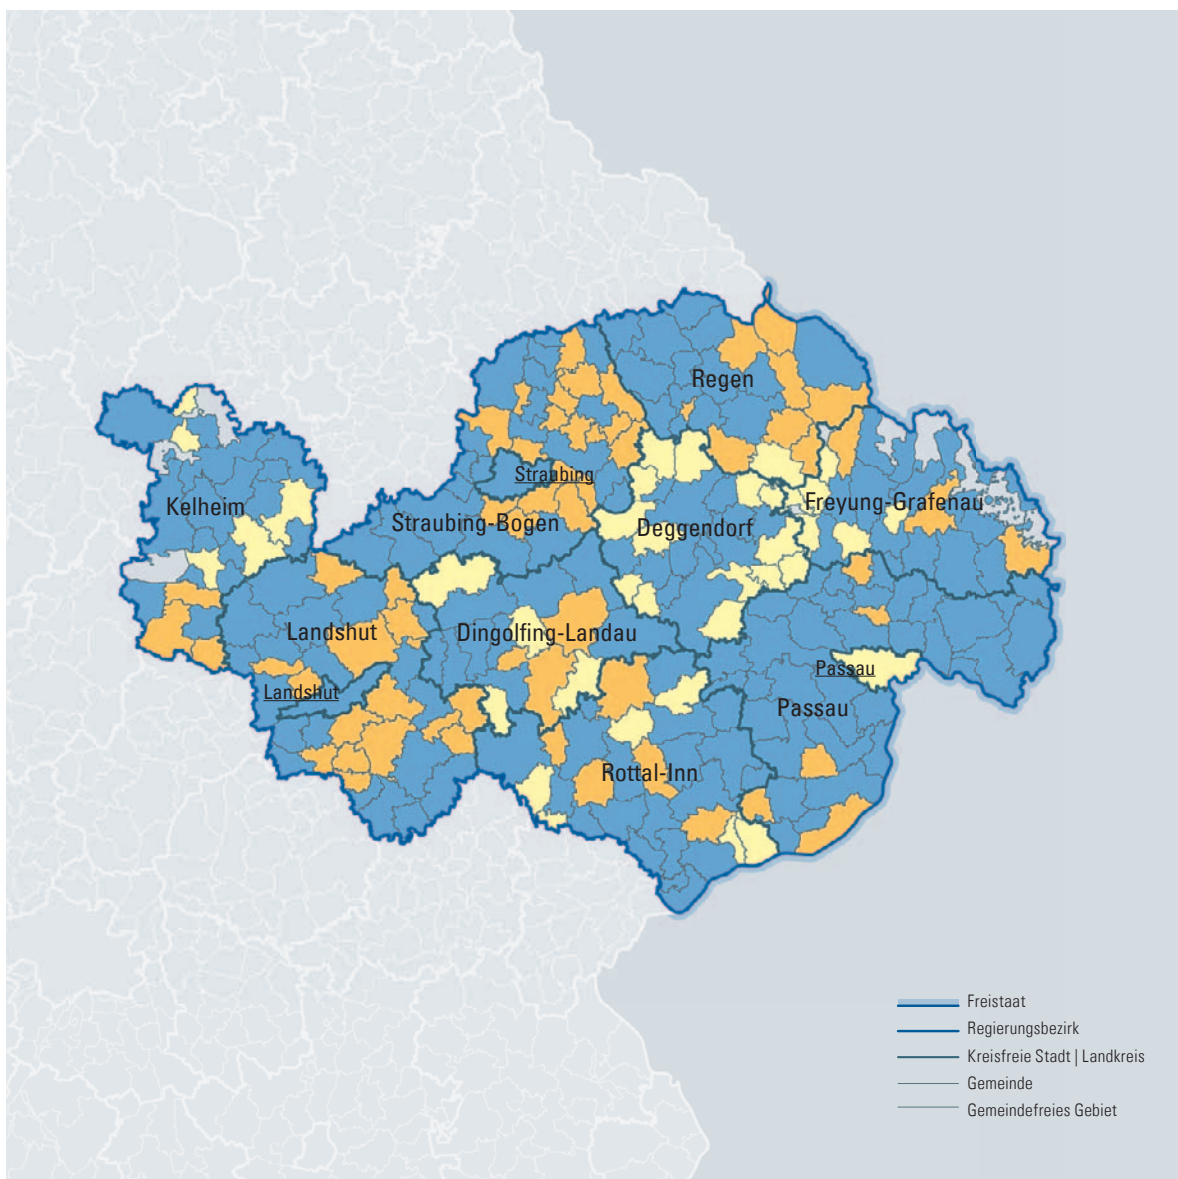 Regen
Straubing
Kelheim
Freyung-Grafenau
Straubing-Bogen
Deggendorf
Landshut
Dingolfing-Landau
Passau
Landshut
Passau
Rottal-Inn
Freistaat
Regierungsbezirk
Kreisfreie Stadt | Landkreis
Gemeinde
Gemeindefreies Gebiet